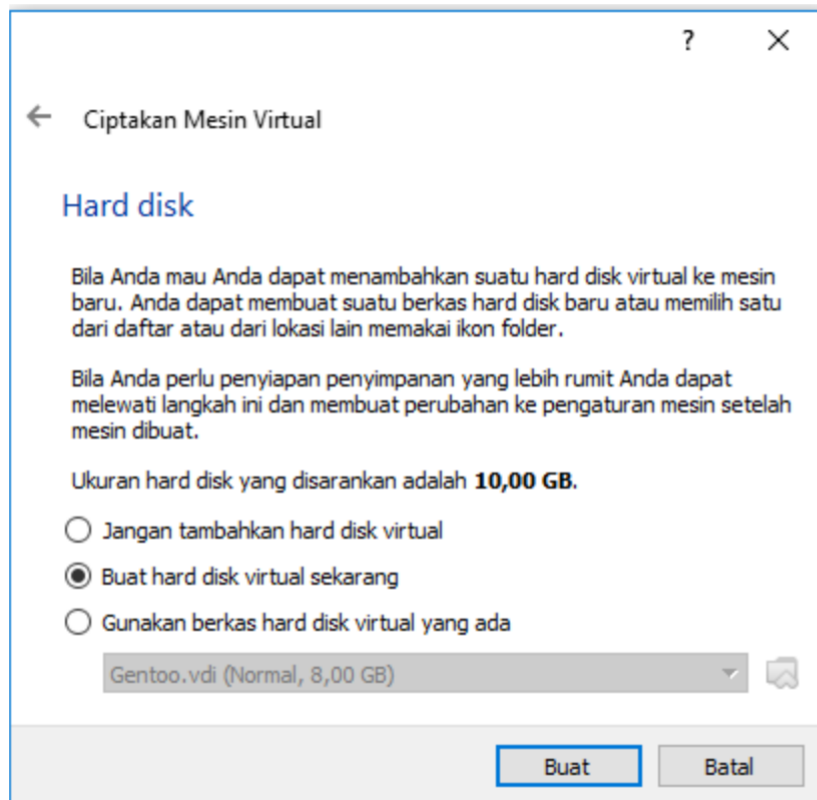 ?
Ciptakan Mesin Virtual
Hard disk
Bila Anda mau Anda dapat menambahkan suatu hard disk virtual ke mesin
baru. Anda dapat membuat suatu berkas hard disk baru atau memilih satu
dari daftar atau dari lokasi lain memakai ikon folder.
Bila Anda perlu penyiapan penyimpanan yang lebih rumit Anda dapat
melewati langkah ini dan membuat perubahan ke pengaturan mesin setelah
mesin dibuat.
Ukuran hard disk yang disarankan adalah 10,00 GB.
Jangan tambahkan hard disk virtual
Buat hard disk virtual sekarang
Gunakan berkas hard disk virtual yang ada
Gentoo.vdi (Normal, 8,00 GB)
Buat Batal